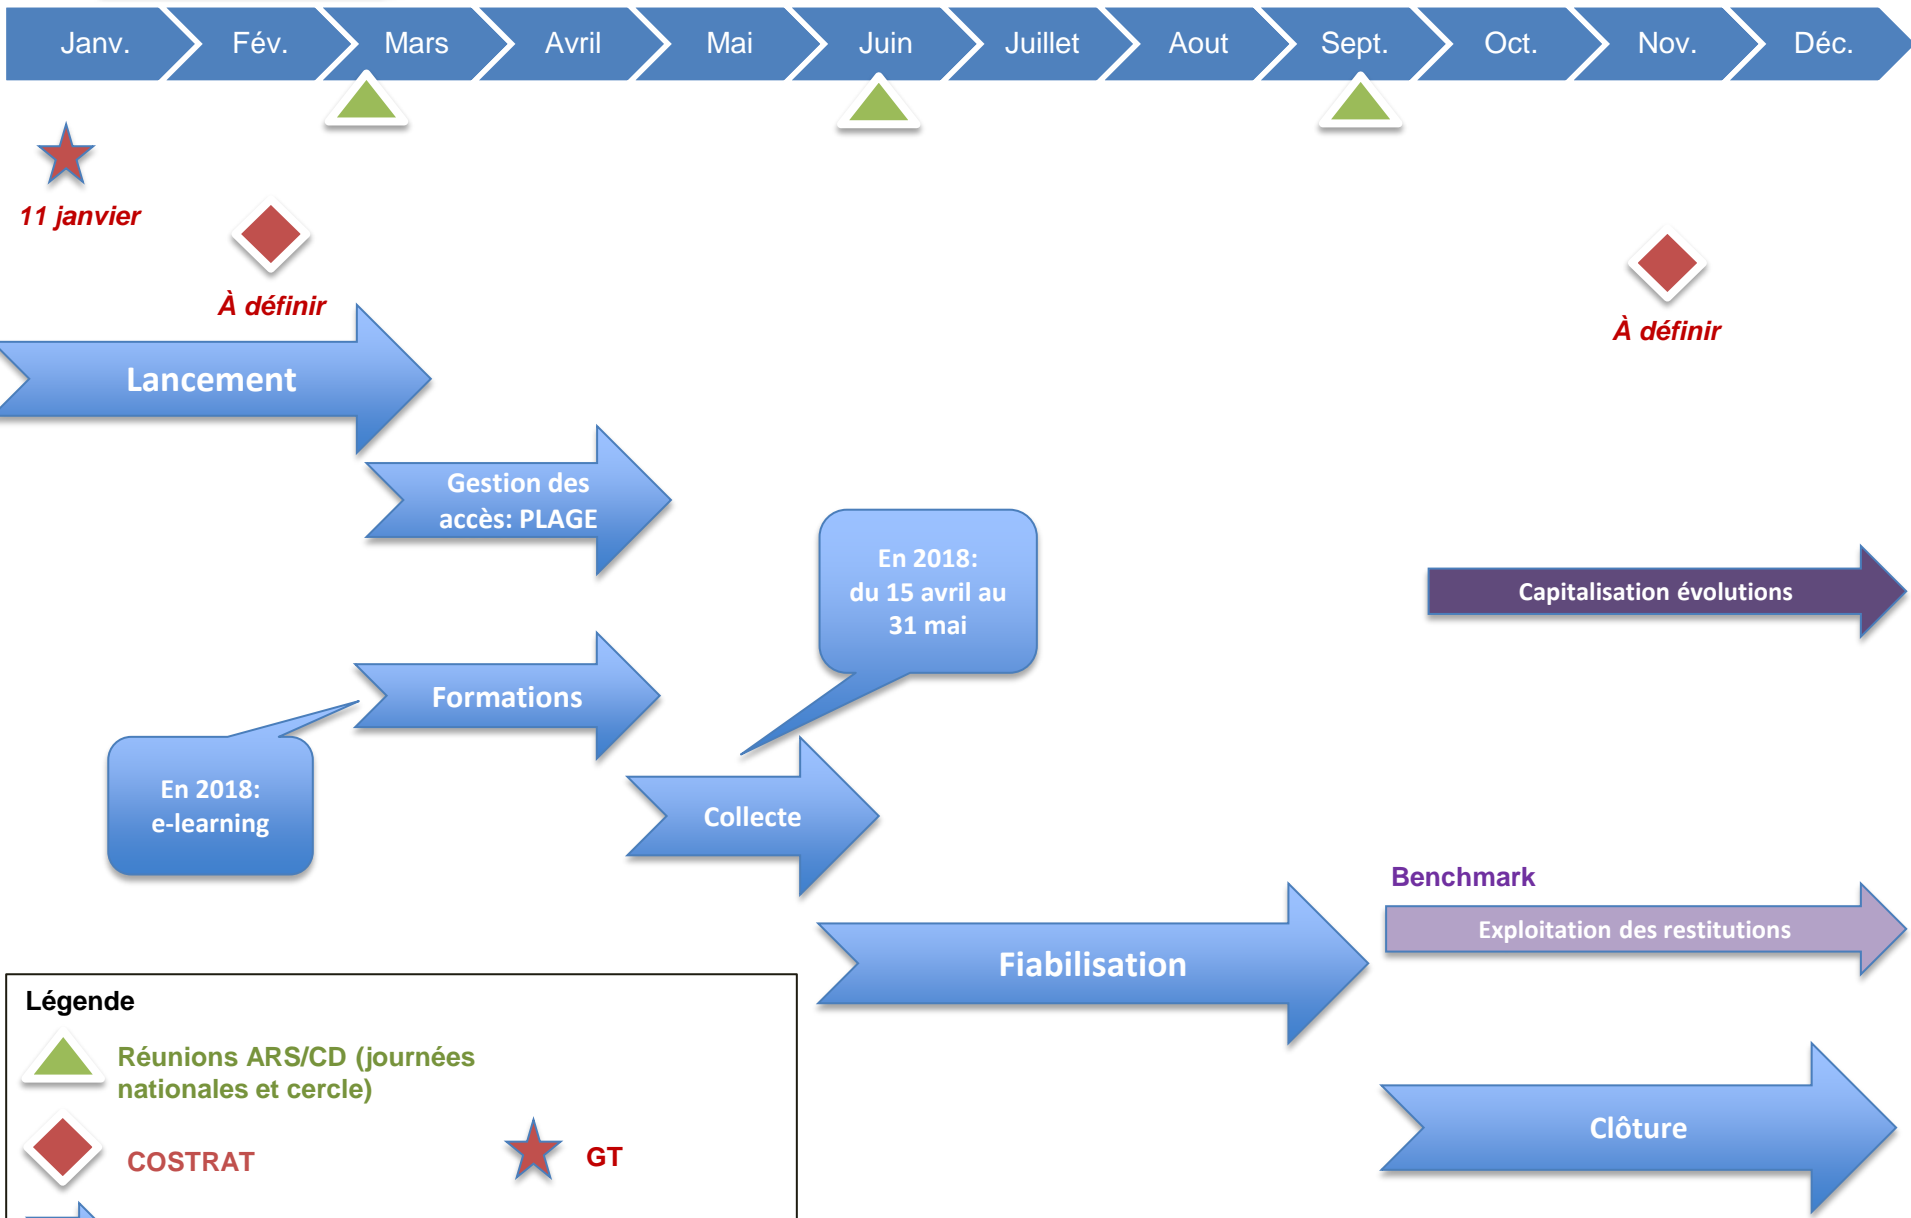 Janv. Fév. Mars Avril Mai Juin Juillet Aout Sept. Oct. Nov. Déc.
11 janvier
À définir
À définir
Lancement
Gestion des
accès: PLAGE
En 2018:
du 15 avril au
31 mai
Capitalisation évolutions
Formations
En 2018:
e-learning
Collecte
Benchmark
Exploitation des restitutions
Fiabilisation
Légende
Réunions ARS/CD (journées
nationales et cercle)
COSTRAT
GT
Clôture